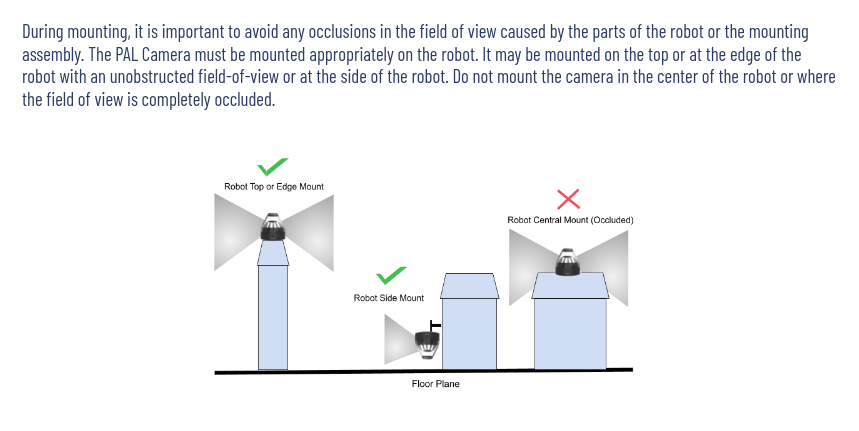 During mounting, it is important to avoid any occlusions in the field of view caused by the parts of the robot or the mounting
assembly. The PAL Camera must be mounted appropriately on the robot. It may be mounted on the top or at the edge of the
robot with an unobstructed field-of-view or at the side of the robot. Do not mount the camera in the center of the robot or where
the field of view is completely occluded.
Robot Top or Edge Mount
Robot Central Mount (Occluded)
Robot Side Mount
Floor Plane